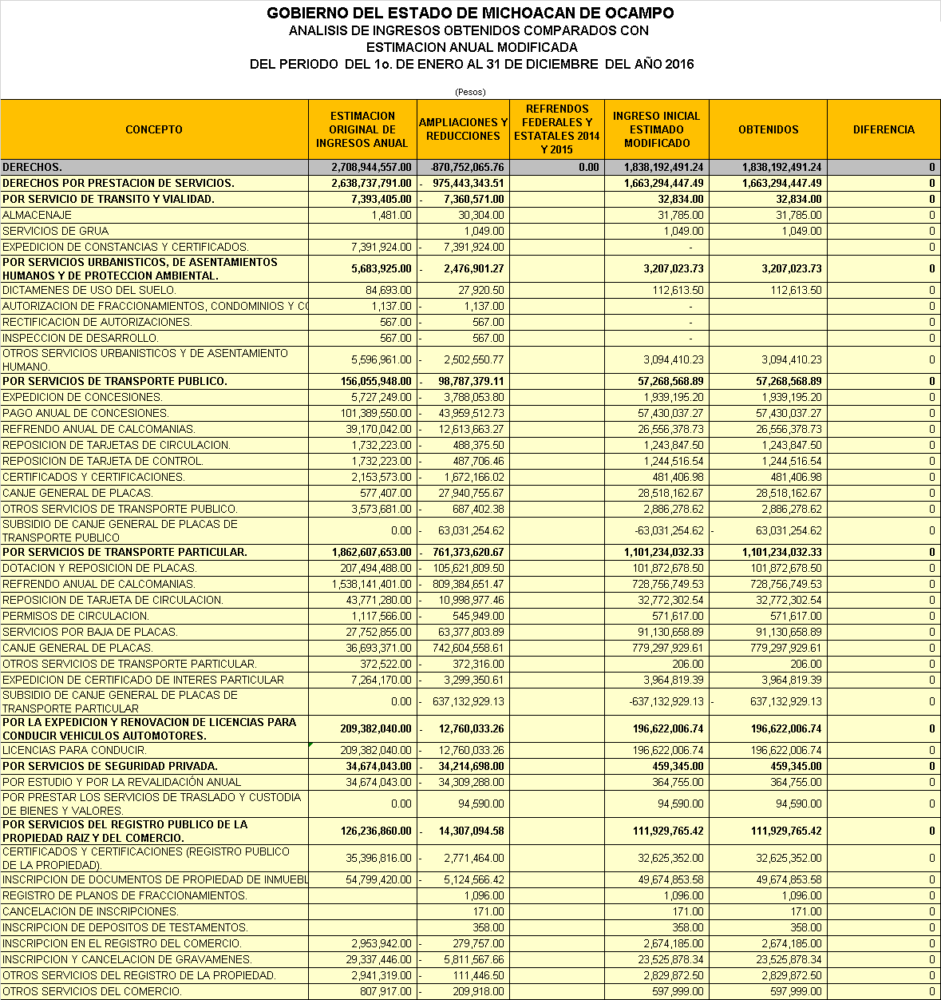 GOBIERNO DEL ESTADO DE MICHOACAN DE OCAMPO
ANALISIS DE INGRESOS OBTENIDOS COMPARADOS CON
ESTIMACION ANUAL MODIFICADA
DEL PERIODO DEL 1o. DE ENERO AL 31 DE DICIEMBRE DEL AÑO 2016
(Pesos)
CONCEPTO
ESTIMACION
ORIGINAL DE
INGRESOS ANUAL
AMPLIACIONES Y
REDUCCIONES
REFRENDOS
FEDERALES Y
ESTATALES 2014
Y 2015
INGRESO INICIAL
ESTIMADO
MODIFICADO
OBTENIDOS
DIFERENCIA
DERECHOS. 2,708,944,557.00 -870,752,065.76 0.00 1,838,192,491.24 1,838,192,491.24 0
DERECHOS POR PRESTACION DE SERVICIOS. 2,638,737,791.00 - 975,443,343.51 1,663,294,447.49 1,663,294,447.49 0
POR SERVICIO DE TRANSITO Y VIALIDAD. 7,393,405.00 - 7,360,571.00 32,834.00 32,834.00 0
ALMACENAJE 1,481.00 30,304.00 31,785.00 31,785.00 0
SERVICIOS DE GRUA 1,049.00 1,049.00 1,049.00 0
EXPEDICION DE CONSTANCIAS Y CERTIFICADOS. 7,391,924.00 - 7,391,924.00 - 0
POR SERVICIOS URBANISTICOS, DE ASENTAMIENTOS
HUMANOS Y DE PROTECCION AMBIENTAL. 5,683,925.00 - 2,476,901.27 3,207,023.73 3,207,023.73 0
DICTAMENES DE USO DEL SUELO. 84,693.00 27,920.50 112,613.50 112,613.50 0
AUTORIZACION DE FRACCIONAMIENTOS, CONDOMINIOS Y CO 1,137.00 - 1,137.00 - 0
RECTIFICACION DE AUTORIZACIONES. 567.00 - 567.00 - 0
INSPECCION DE DESARROLLO. 567.00 - 567.00 - 0
OTROS SERVICIOS URBANISTICOS Y DE ASENTAMIENTO
HUMANO. 5,596,961.00 - 2,502,550.77 3,094,410.23 3,094,410.23 0
POR SERVICIOS DE TRANSPORTE PUBLICO. 156,055,948.00 - 98,787,379.11 57,268,568.89 57,268,568.89 0
EXPEDICION DE CONCESIONES. 5,727,249.00 - 3,788,053.80 1,939,195.20 1,939,195.20 0
PAGO ANUAL DE CONCESIONES. 101,389,550.00 - 43,959,512.73 57,430,037.27 57,430,037.27 0
REFRENDO ANUAL DE CALCOMANIAS. 39,170,042.00 - 12,613,663.27 26,556,378.73 26,556,378.73 0
REPOSICION DE TARJETAS DE CIRCULACION. 1,732,223.00 - 488,375.50 1,243,847.50 1,243,847.50 0
REPOSICION DE TARJETA DE CONTROL. 1,732,223.00 - 487,706.46 1,244,516.54 1,244,516.54 0
CERTIFICADOS Y CERTIFICACIONES. 2,153,573.00 - 1,672,166.02 481,406.98 481,406.98 0
CANJE GENERAL DE PLACAS. 577,407.00 27,940,755.67 28,518,162.67 28,518,162.67 0
OTROS SERVICIOS DE TRANSPORTE PUBLICO. 3,573,681.00 - 687,402.38 2,886,278.62 2,886,278.62 0
SUBSIDIO DE CANJE GENERAL DE PLACAS DE
TRANSPORTE PUBLICO 0.00 - 63,031,254.62 -63,031,254.62 - 63,031,254.62 0
POR SERVICIOS DE TRANSPORTE PARTICULAR. 1,862,607,653.00 - 761,373,620.67 1,101,234,032.33 1,101,234,032.33 0
DOTACION Y REPOSICION DE PLACAS. 207,494,488.00 - 105,621,809.50 101,872,678.50 101,872,678.50 0
REFRENDO ANUAL DE CALCOMANIAS. 1,538,141,401.00 - 809,384,651.47 728,756,749.53 728,756,749.53 0
REPOSICION DE TARJETA DE CIRCULACION. 43,771,280.00 - 10,998,977.46 32,772,302.54 32,772,302.54 0
PERMISOS DE CIRCULACION. 1,117,566.00 - 545,949.00 571,617.00 571,617.00 0
SERVICIOS POR BAJA DE PLACAS. 27,752,855.00 63,377,803.89 91,130,658.89 91,130,658.89 0
CANJE GENERAL DE PLACAS. 36,693,371.00 742,604,558.61 779,297,929.61 779,297,929.61 0
OTROS SERVICIOS DE TRANSPORTE PARTICULAR. 372,522.00 - 372,316.00 206.00 206.00 0
EXPEDICION DE CERTIFICADO DE INTERES PARTICULAR 7,264,170.00 - 3,299,350.61 3,964,819.39 3,964,819.39 0
SUBSIDIO DE CANJE GENERAL DE PLACAS DE
TRANSPORTE PARTICULAR 0.00 - 637,132,929.13 -637,132,929.13 - 637,132,929.13 0
POR LA EXPEDICION Y RENOVACION DE LICENCIAS PARA
CONDUCIR VEHICULOS AUTOMOTORES. 209,382,040.00 - 12,760,033.26 196,622,006.74 196,622,006.74 0
LICENCIAS PARA CONDUCIR. 209,382,040.00 - 12,760,033.26 196,622,006.74 196,622,006.74 0
POR SERVICIOS DE SEGURIDAD PRIVADA. 34,674,043.00 - 34,214,698.00 459,345.00 459,345.00 0
POR ESTUDIO Y POR LA REVALIDACIÓN ANUAL 34,674,043.00 - 34,309,288.00 364,755.00 364,755.00 0
POR PRESTAR LOS SERVICIOS DE TRASLADO Y CUSTODIA
DE BIENES Y VALORES. 0.00 94,590.00 94,590.00 94,590.00 0
POR SERVICIOS DEL REGISTRO PUBLICO DE LA
PROPIEDAD RAIZ Y DEL COMERCIO. 126,236,860.00 - 14,307,094.58 111,929,765.42 111,929,765.42 0
CERTIFICADOS Y CERTIFICACIONES (REGISTRO PUBLICO
DE LA PROPIEDAD). 35,396,816.00 - 2,771,464.00 32,625,352.00 32,625,352.00 0
INSCRIPCION DE DOCUMENTOS DE PROPIEDAD DE INMUEBL 54,799,420.00 - 5,124,566.42 49,674,853.58 49,674,853.58 0
REGISTRO DE PLANOS DE FRACCIONAMIENTOS. 1,096.00 1,096.00 1,096.00 0
CANCELACION DE INSCRIPCIONES. 171.00 171.00 171.00 0
INSCRIPCION DE DEPOSITOS DE TESTAMENTOS. 358.00 358.00 358.00 0
INSCRIPCION EN EL REGISTRO DEL COMERCIO. 2,953,942.00 - 279,757.00 2,674,185.00 2,674,185.00 0
INSCRIPCION Y CANCELACION DE GRAVAMENES. 29,337,446.00 - 5,811,567.66 23,525,878.34 23,525,878.34 0
OTROS SERVICIOS DEL REGISTRO DE LA PROPIEDAD. 2,941,319.00 - 111,446.50 2,829,872.50 2,829,872.50 0
OTROS SERVICIOS DEL COMERCIO. 807,917.00 - 209,918.00 597,999.00 597,999.00 0